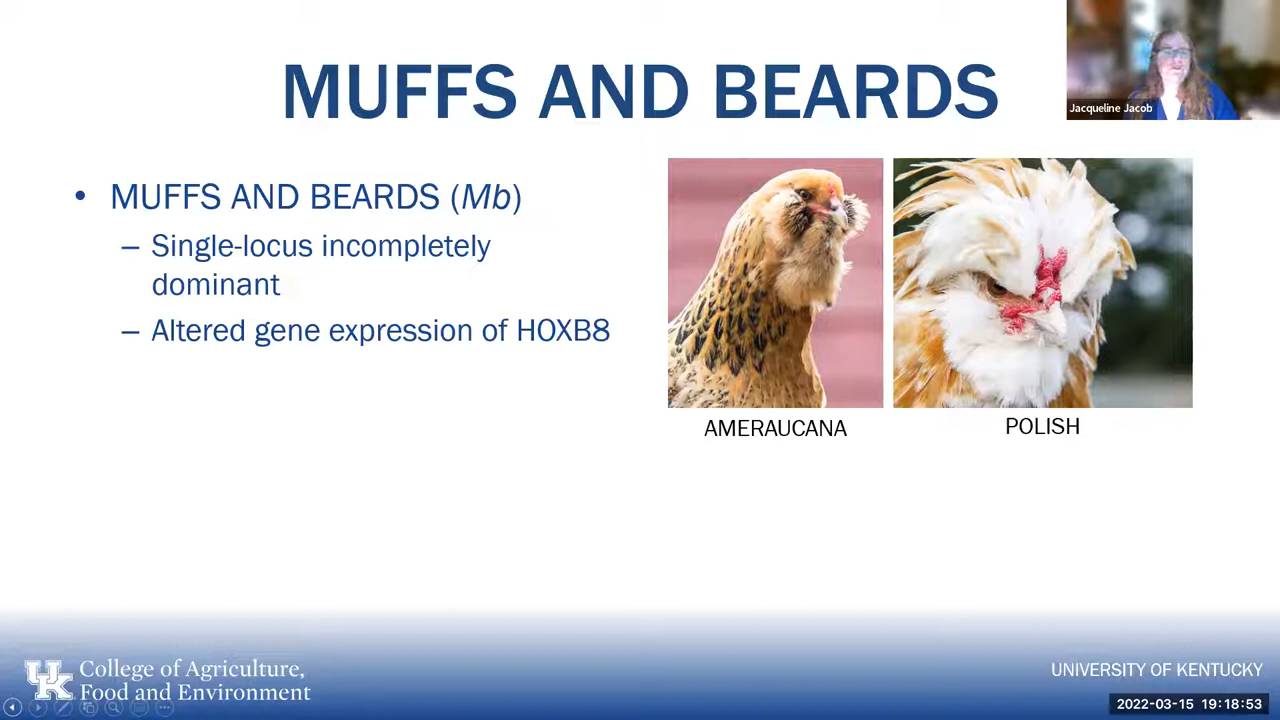 MUFFS AND BEARDS
Jacqueline Jacob
• MUFFS AND BEARDS (Mb)
– Single-locus incompletely
dominant
– Altered gene expression of HOXB8
AMERAUCANA
POLISH
UK
College of Agriculture,
Food and Environment
UNIVERSITY OF KENTUCKY
2022-03-15 19:18:53